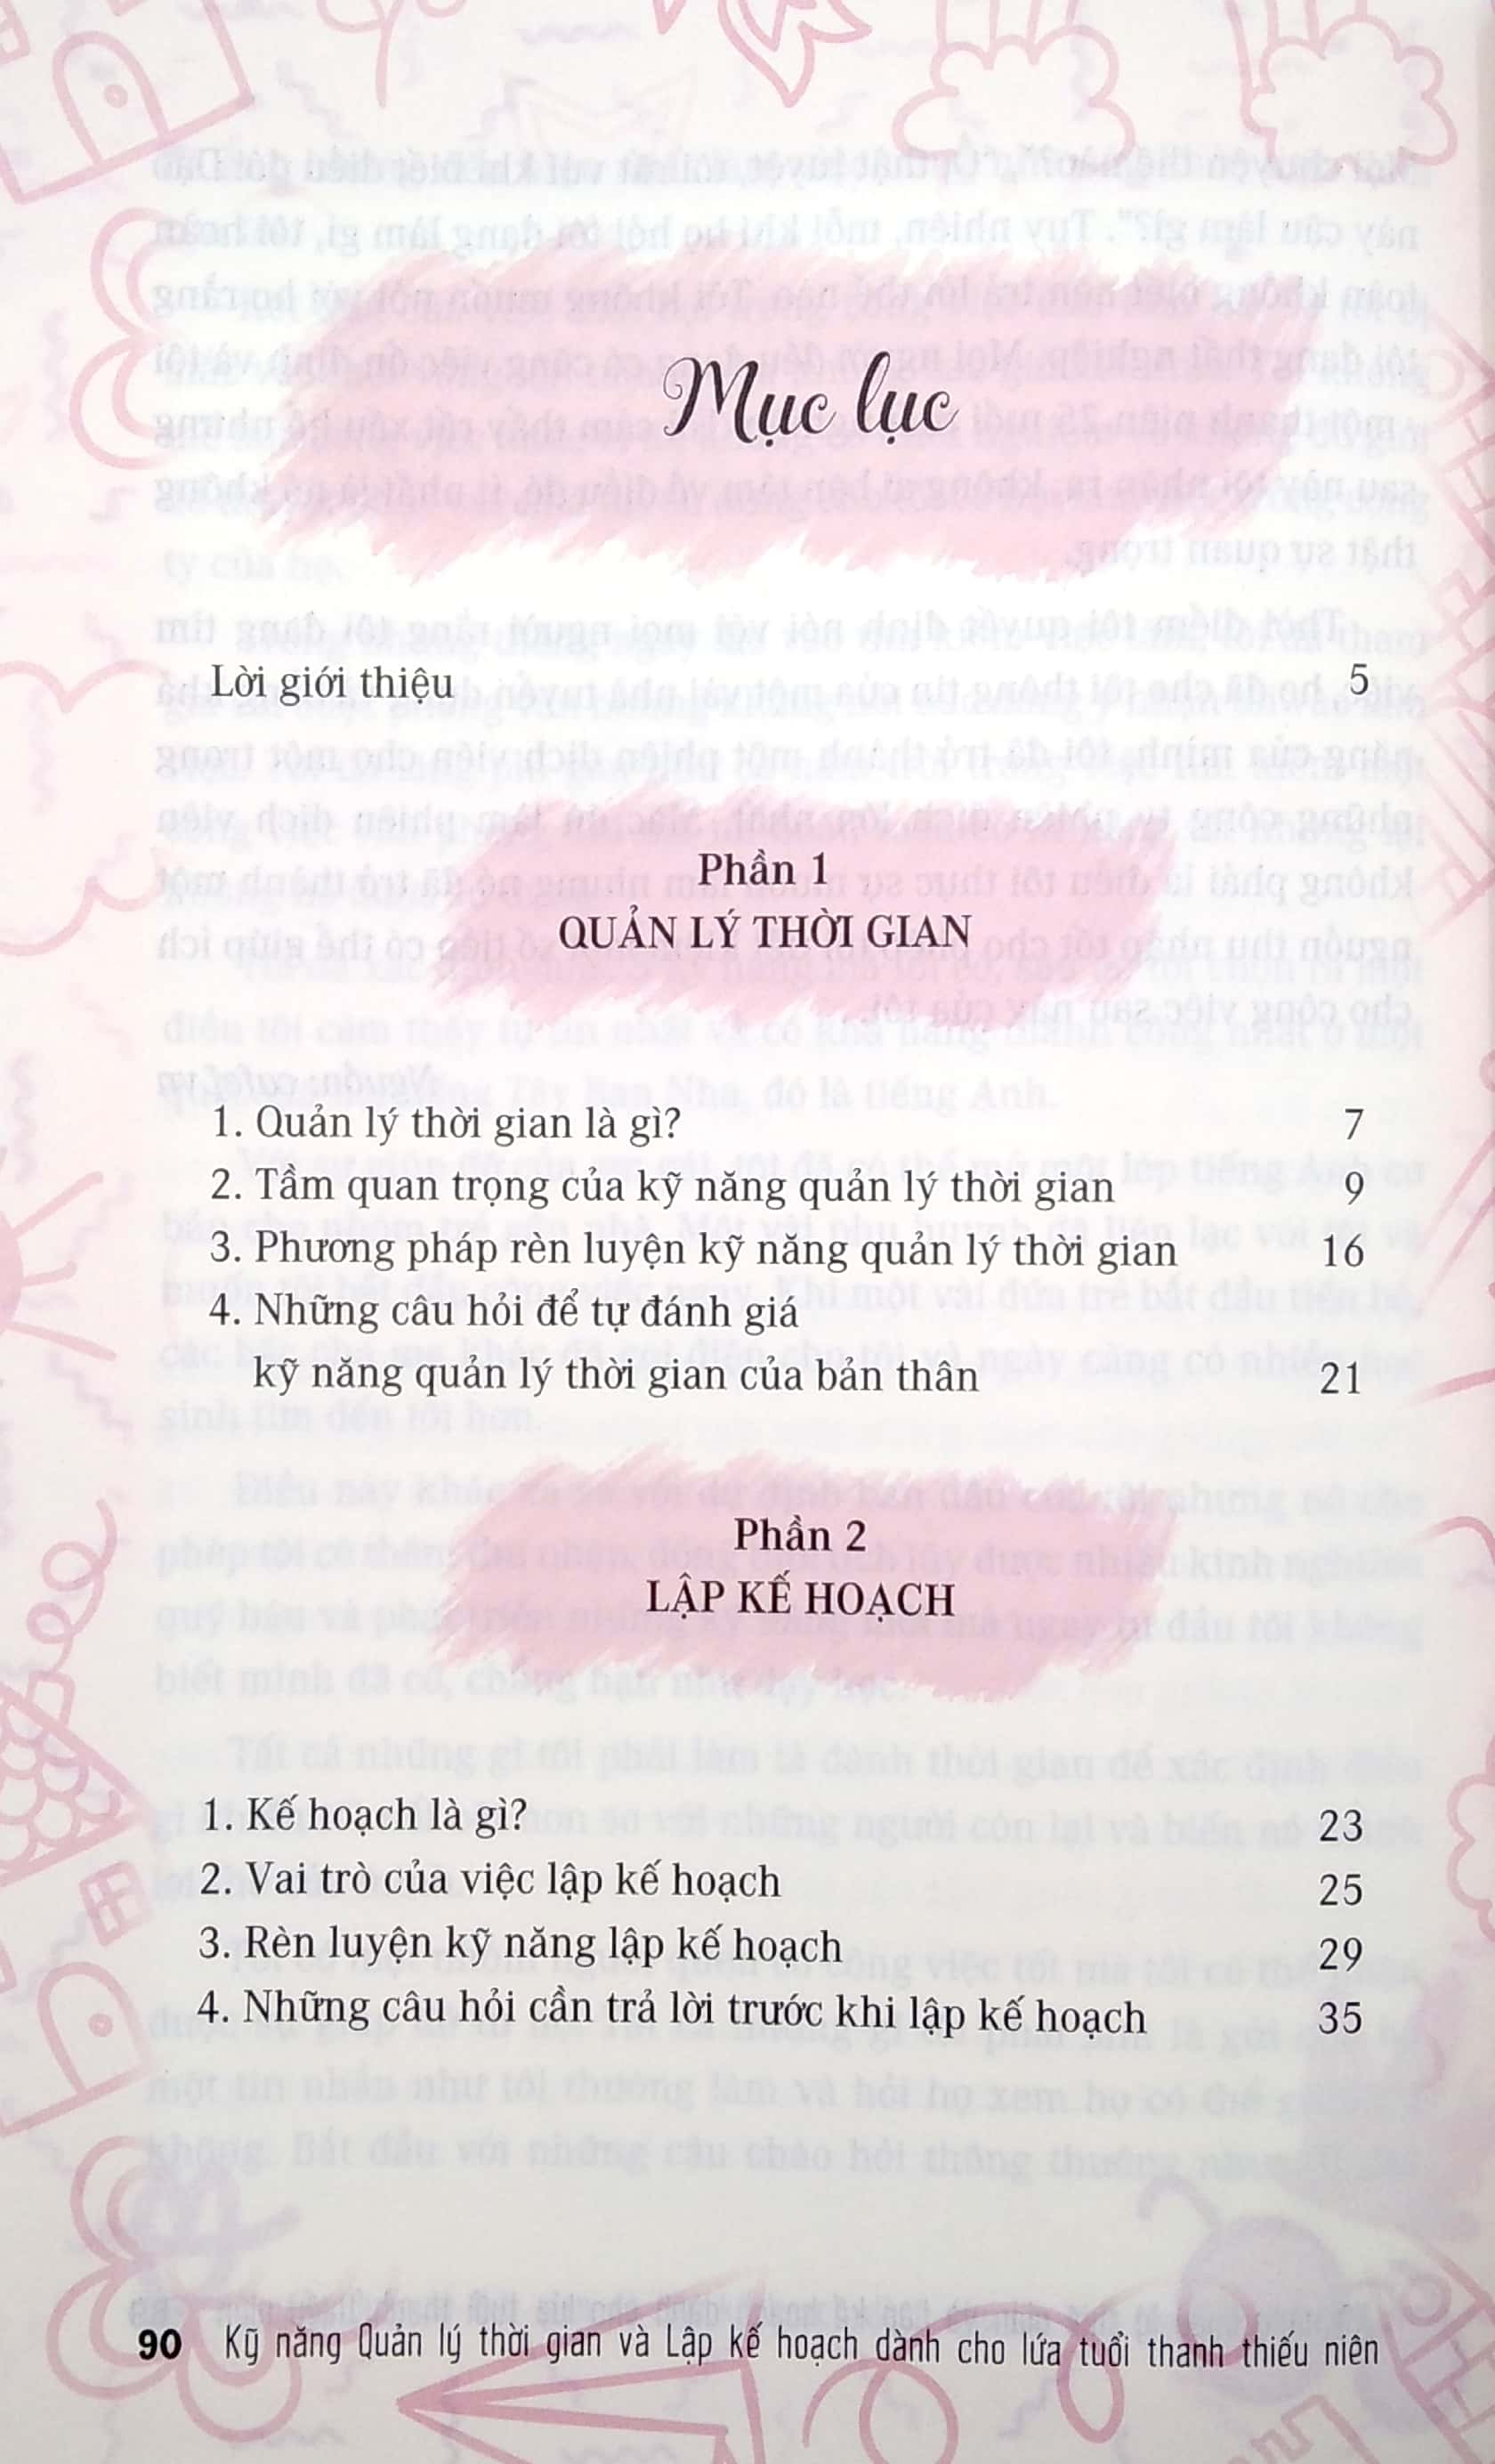 Mục lục
Lời giới thiệu 5
Phần 1
QUẢN LÝ THỜI GIAN
1. Quản lý thời gian là gì? 7
2. Tầm quan trọng của kỹ năng quản lý thời gian 9
3. Phương pháp rèn luyện kỹ năng quản lý thời gian 16
4. Những câu hỏi để tự đánh giá
kỹ năng quản lý thời gian của bản thân 21
Phần 2
LẬP KẾ HOẠCH
1. Kế hoạch là gì? 23
2. Vai trò của việc lập kế hoạch 25
3. Rèn luyện kỹ năng lập kế hoạch 29
4. Những câu hỏi cần trả lời trước khi lập kế hoạch 35
90 Kỹ năng Quản lý thời gian và Lập kế hoạch dành cho lứa tuổi thanh thiếu niên